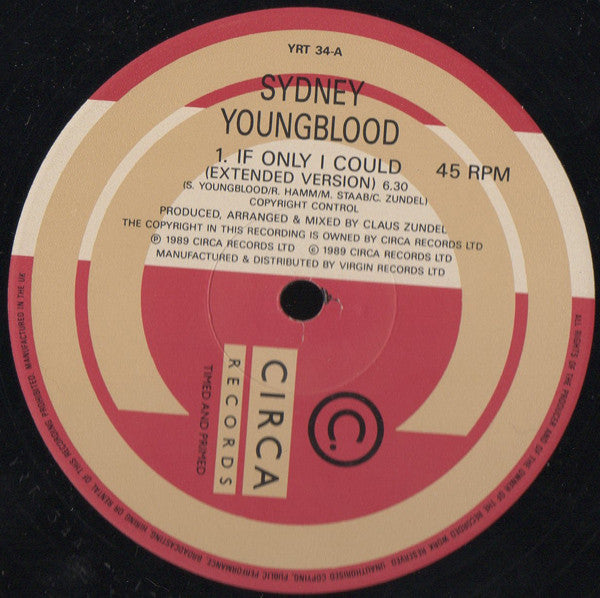 YRT 34-A
SYDNEY
YOUNGBLOOD
1. IF ONLY I COULD
(EXTENDED VERSION) 6.30
45 RPM
(S. YOUNGBLOOD/R. HAMM/M. STAAB/C. ZUNDEL)
COPYRIGHT CONTROL
PRODUCED, ARRANGED & MIXED BY CLAUS ZUNDEL
THE COPYRIGHT IN THIS RECORDING IS OWNED BY CIRCA RECORDS LTD
℗ 1989 CIRCA RECORDS LTD © 1989 CIRCA RECORDS LTD
MANUFACTURED & DISTRIBUTED BY VIRGIN RECORDS LTD
C.
CIRCA
RECORDS
TIMED AND PRIMED
ALL RIGHTS OF THE PRODUCER AND OF THE OWNER OF THE RECORDED WORK RESERVED. UNAUTHORISED COPYING, PUBLIC PERFORMANCE, BROADCASTING, HIRING OR RENTAL OF THIS RECORDING PROHIBITED. MANUFACTURED IN THE UK